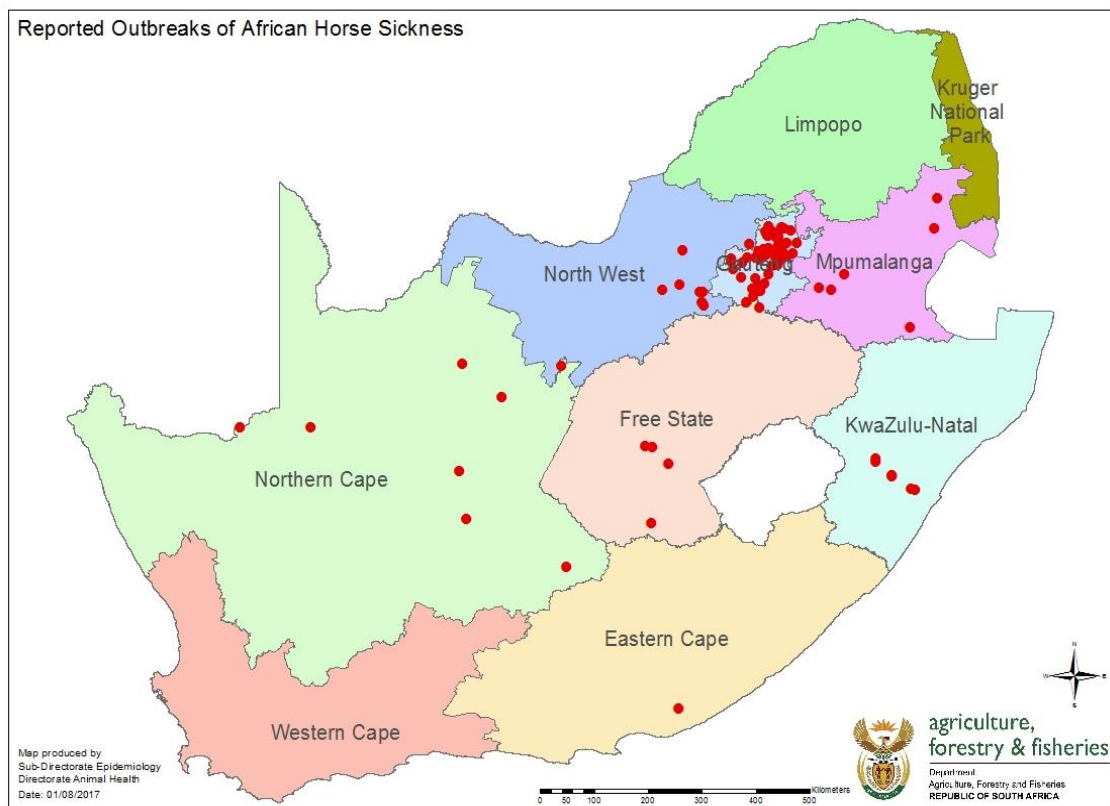 Reported Outbreaks of African Horse Sickness
Kruger
National
Park
Limpopo
North West
Gauteng
Mpumalanga
Free State
KwaZulu-Natal
Northern Cape
Eastern Cape
Western Cape
Map produced by
Sub-Directorate Epidemiology
Directorate Animal Health
Date: 01/08/2017
0 50 100 200 300 400 500 Kilometers
N
W E
S
agriculture,
forestry & fisheries
Department:
Agriculture, Forestry and Fisheries
REPUBLIC OF SOUTH AFRICA